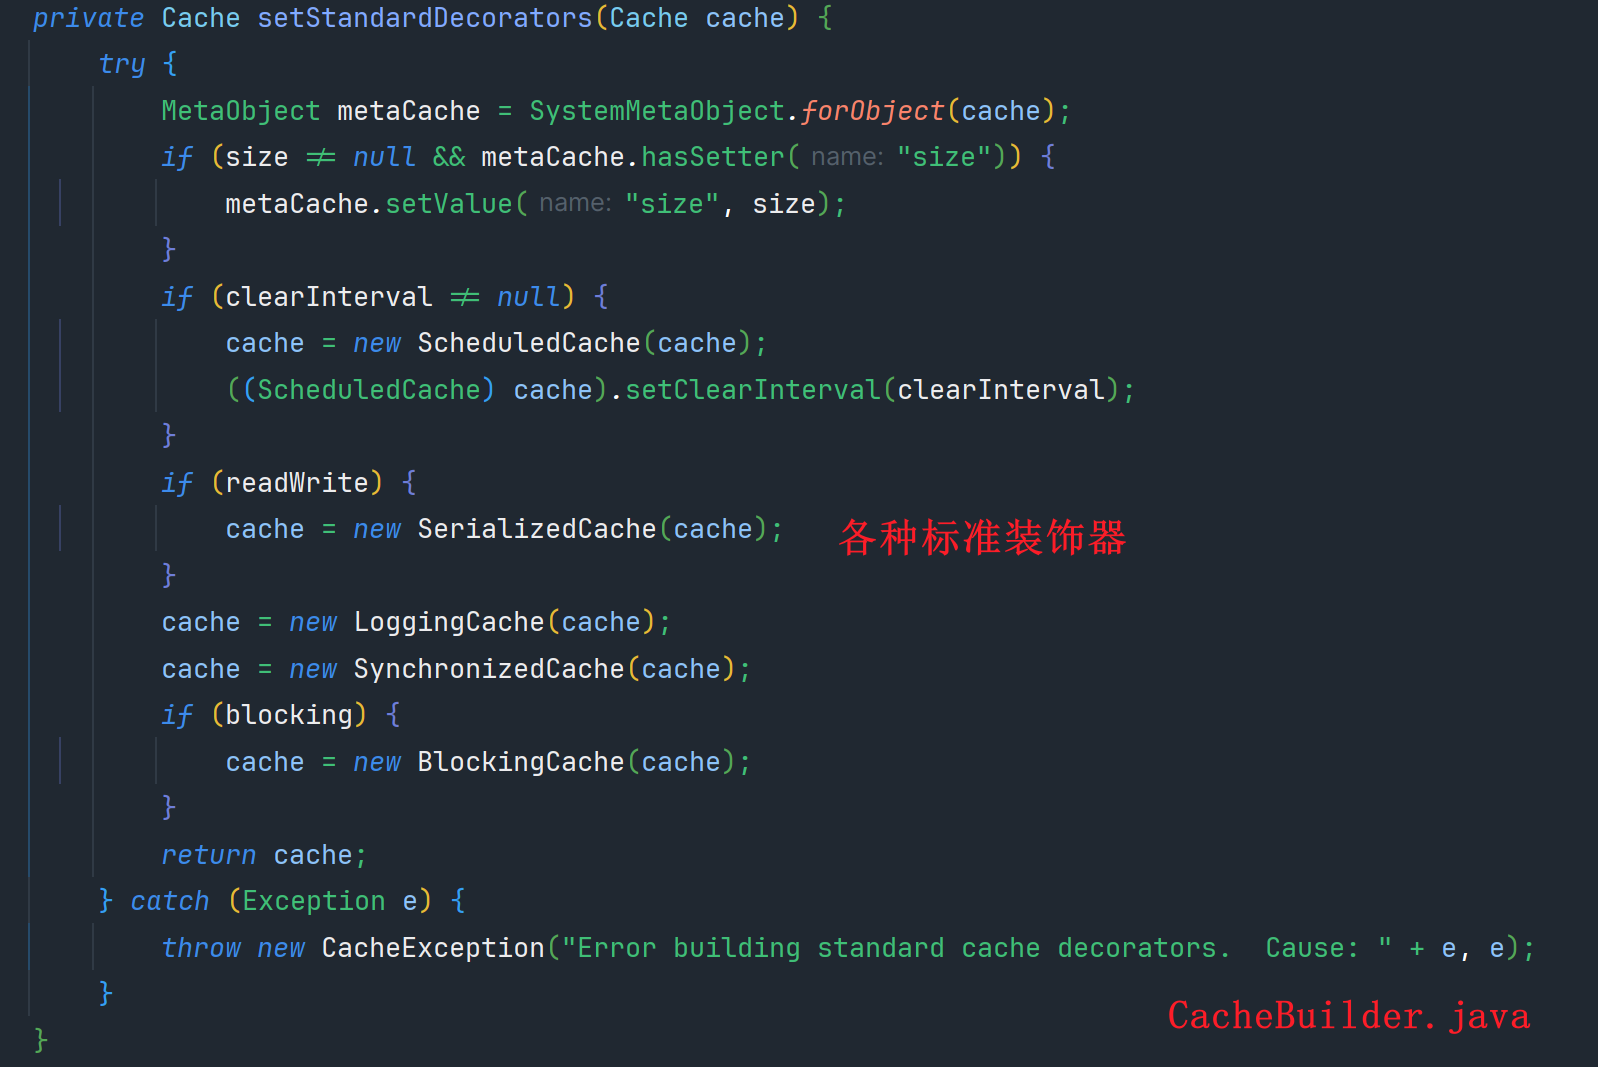 private Cache setStandardDecorators(Cache cache) {
try {
MetaObject metaCache = SystemMetaObject.forObject(cache);
if (size != null && metaCache.hasSetter( name: "size")) {
metaCache.setValue( name: "size", size);
}
if (clearInterval != null) {
cache = new ScheduledCache(cache);
((ScheduledCache) cache).setClearInterval(clearInterval);
}
if (readWrite) {
cache = new SerializedCache(cache); 各种标准装饰器
}
cache = new LoggingCache(cache);
cache = new SynchronizedCache(cache);
if (blocking) {
cache = new BlockingCache(cache);
}
return cache;
} catch (Exception e) {
throw new CacheException("Error building standard cache decorators.  Cause: " + e, e);
}
CacheBuilder.java
}